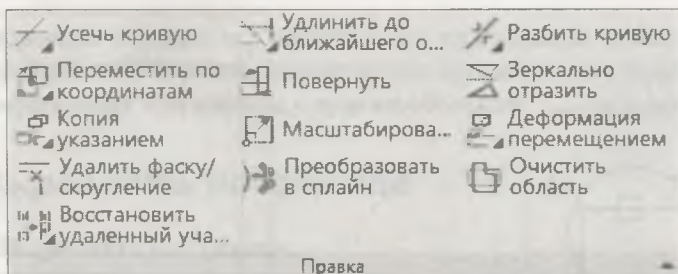 Усечь кривую
Удлинить до
ближайшего о...
Разбить кривую
Переместить по
координатам
Повернуть
Зеркально
отразить
Копия
указанием
Масштабирова...
Деформация
перемещением
Удалить фаску/
скругление
Преобразовать
в сплайн
Очистить
область
Восстановить
удаленный уча...
Правка